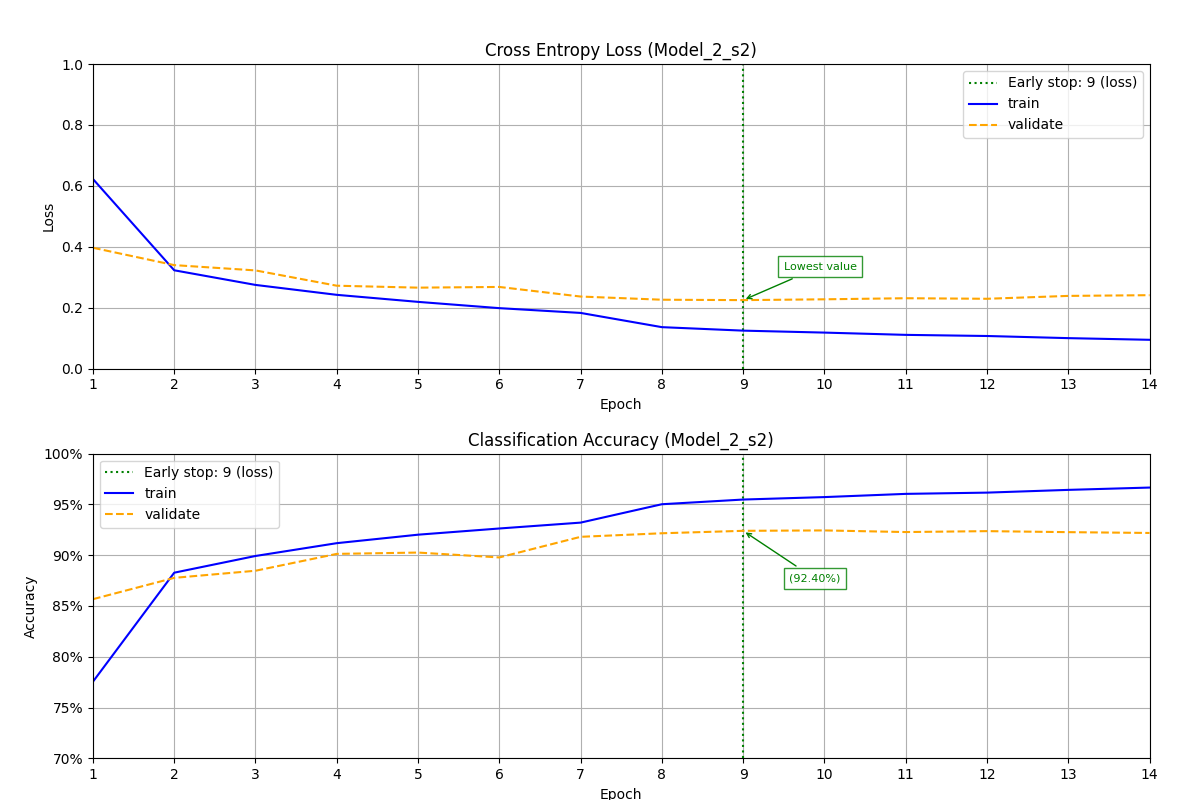 Cross Entropy Loss (Model_2_s2)
1.0
0.8
0.6
0.4
0.2
0.0
Loss
Early stop: 9 (loss)
train
validate
Lowest value
1 2 3 4 5 6 7 8 9 10 11 12 13 14
Epoch
Classification Accuracy (Model_2_s2)
100%
95%
90%
85%
80%
75%
70%
Accuracy
Early stop: 9 (loss)
train
validate
(92.40%)
1 2 3 4 5 6 7 8 9 10 11 12 13 14
Epoch